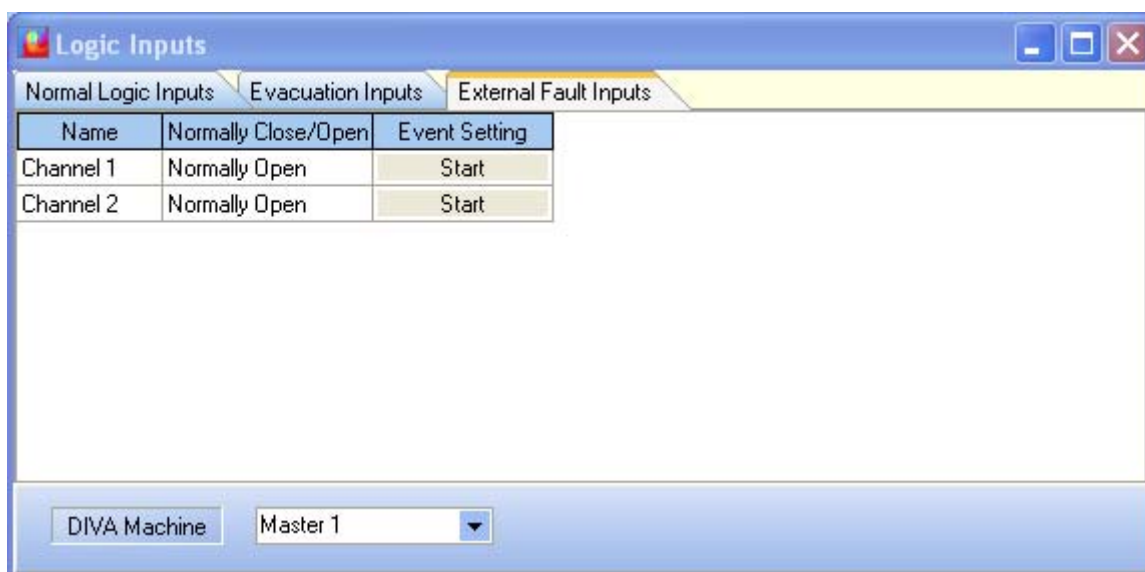 Logic Inputs
Normal Logic Inputs Evacuation Inputs External Fault Inputs
Name Normally Close/Open Event Setting
Channel 1 Normally Open Start
Channel 2 Normally Open Start
DIVA Machine Master 1